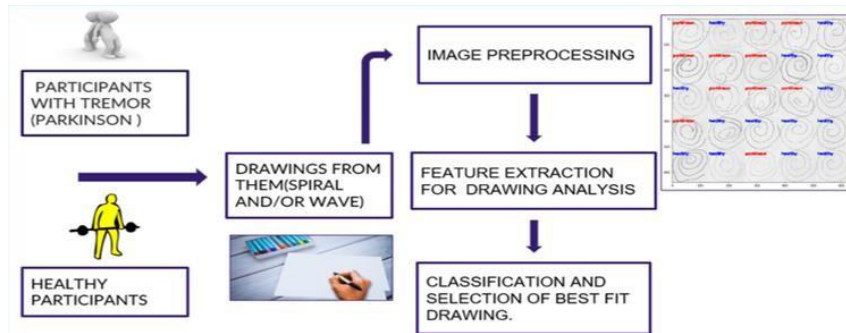 PARTICIPANTS
WITH TREMOR
(PARKINSON )
HEALTHY
PARTICIPANTS
DRAWINGS FROM
THEM(SPIRAL
AND/OR WAVE)
IMAGE PREPROCESSING
FEATURE EXTRACTION
FOR DRAWING ANALYSIS
CLASSIFICATION AND
SELECTION OF BEST FIT
DRAWING.